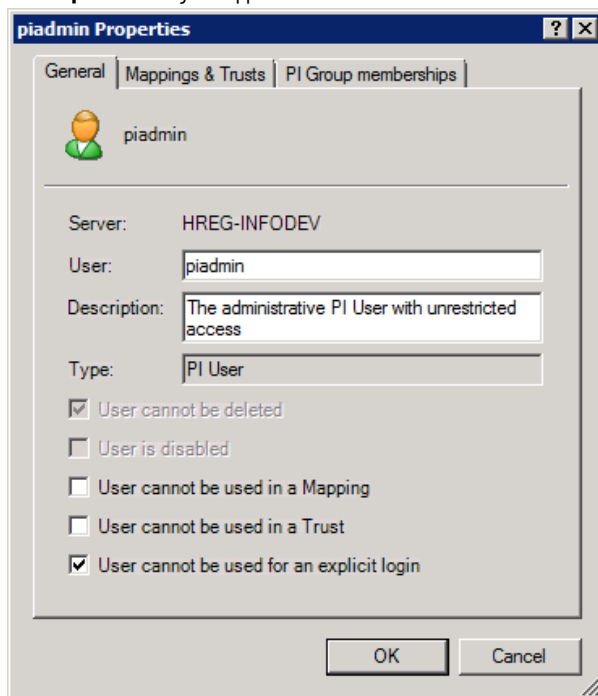 piadmin Properties
General Mappings & Trusts PI Group memberships
piadmin
Server: HREG-INFODEV
User: piadmin
Description: The administrative PI User with unrestricted
access
Type: PI User
User cannot be deleted
User is disabled
User cannot be used in a Mapping
User cannot be used in a Trust
User cannot be used for an explicit login
OK Cancel